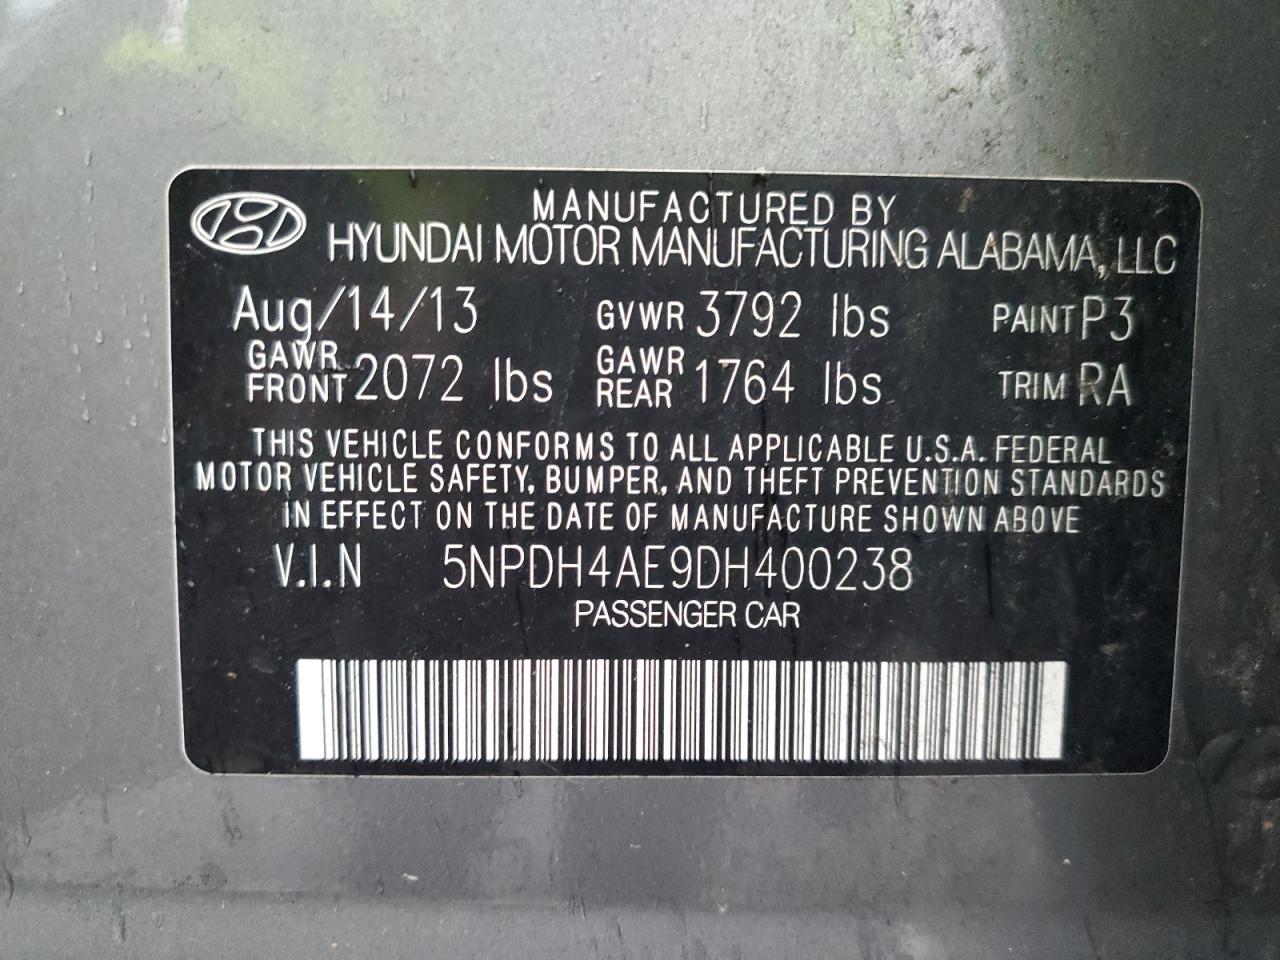 MANUFACTURED BY
HYUNDAI MOTOR MANUFACTURING ALABAMA, LLC
Aug/14/13 GVWR 3792 lbs PAINT P3
GAWR FRONT 2072 lbs GAWR REAR 1764 lbs TRIM RA
THIS VEHICLE CONFORMS TO ALL APPLICABLE U.S.A. FEDERAL
MOTOR VEHICLE SAFETY, BUMPER, AND THEFT PREVENTION STANDARDS
IN EFFECT ON THE DATE OF MANUFACTURE SHOWN ABOVE
V.I.N 5NPDH4AE9DH400238
PASSENGER CAR